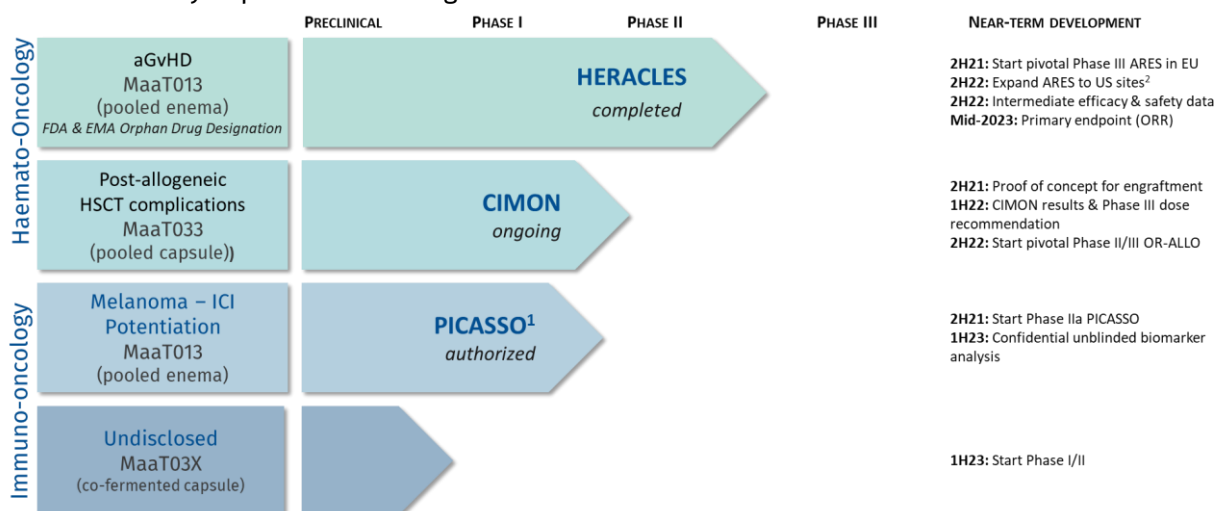 PRECLINICAL PHASE I PHASE II PHASE III NEAR-TERM DEVELOPMENT
Haemato-Oncology
aGvHD
MaaT013
(pooled enema)
FDA & EMA Orphan Drug Designation
HERACLES
completed
2H21: Start pivotal Phase III ARES in EU
2H22: Expand ARES to US sites2
2H22: Intermediate efficacy & safety data
Mid-2023: Primary endpoint (ORR)
Post-allogeneic
HSCT complications
MaaT033
(pooled capsule))
CIMON
ongoing
2H21: Proof of concept for engraftment
1H22: CIMON results & Phase III dose
recommendation
2H22: Start pivotal Phase II/III OR-ALLO
Immuno-oncology
Melanoma – ICI
Potentiation
MaaT013
(pooled enema)
PICASSO1
authorized
2H21: Start Phase IIa PICASSO
1H23: Confidential unblinded biomarker
analysis
Undisclosed
MaaT03X
(co-fermented capsule)
1H23: Start Phase I/II